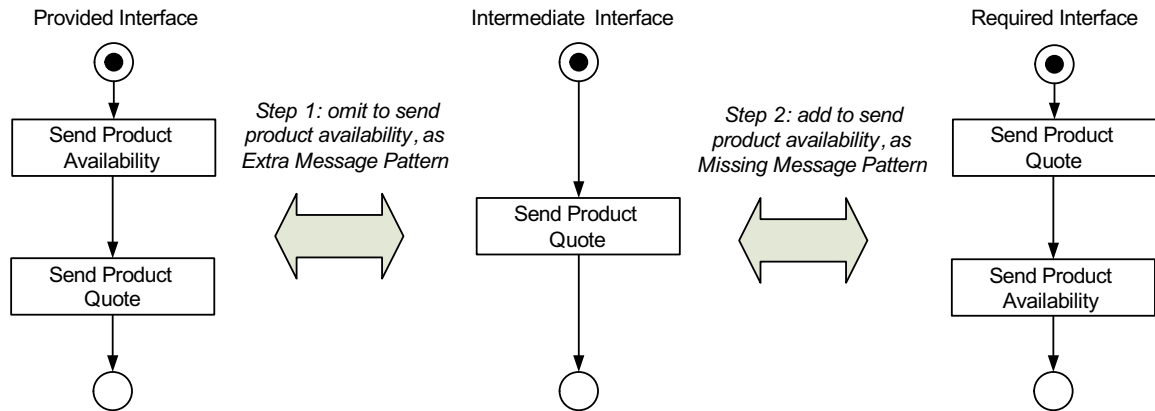 Provided Interface
Intermediate Interface
Required Interface
Send Product
Availability
Send Product
Quote
Step 1: omit to send
product availability, as
Extra Message Pattern
Send Product
Quote
Step 2: add to send
product availability, as
Missing Message Pattern
Send Product
Quote
Send Product
Availability